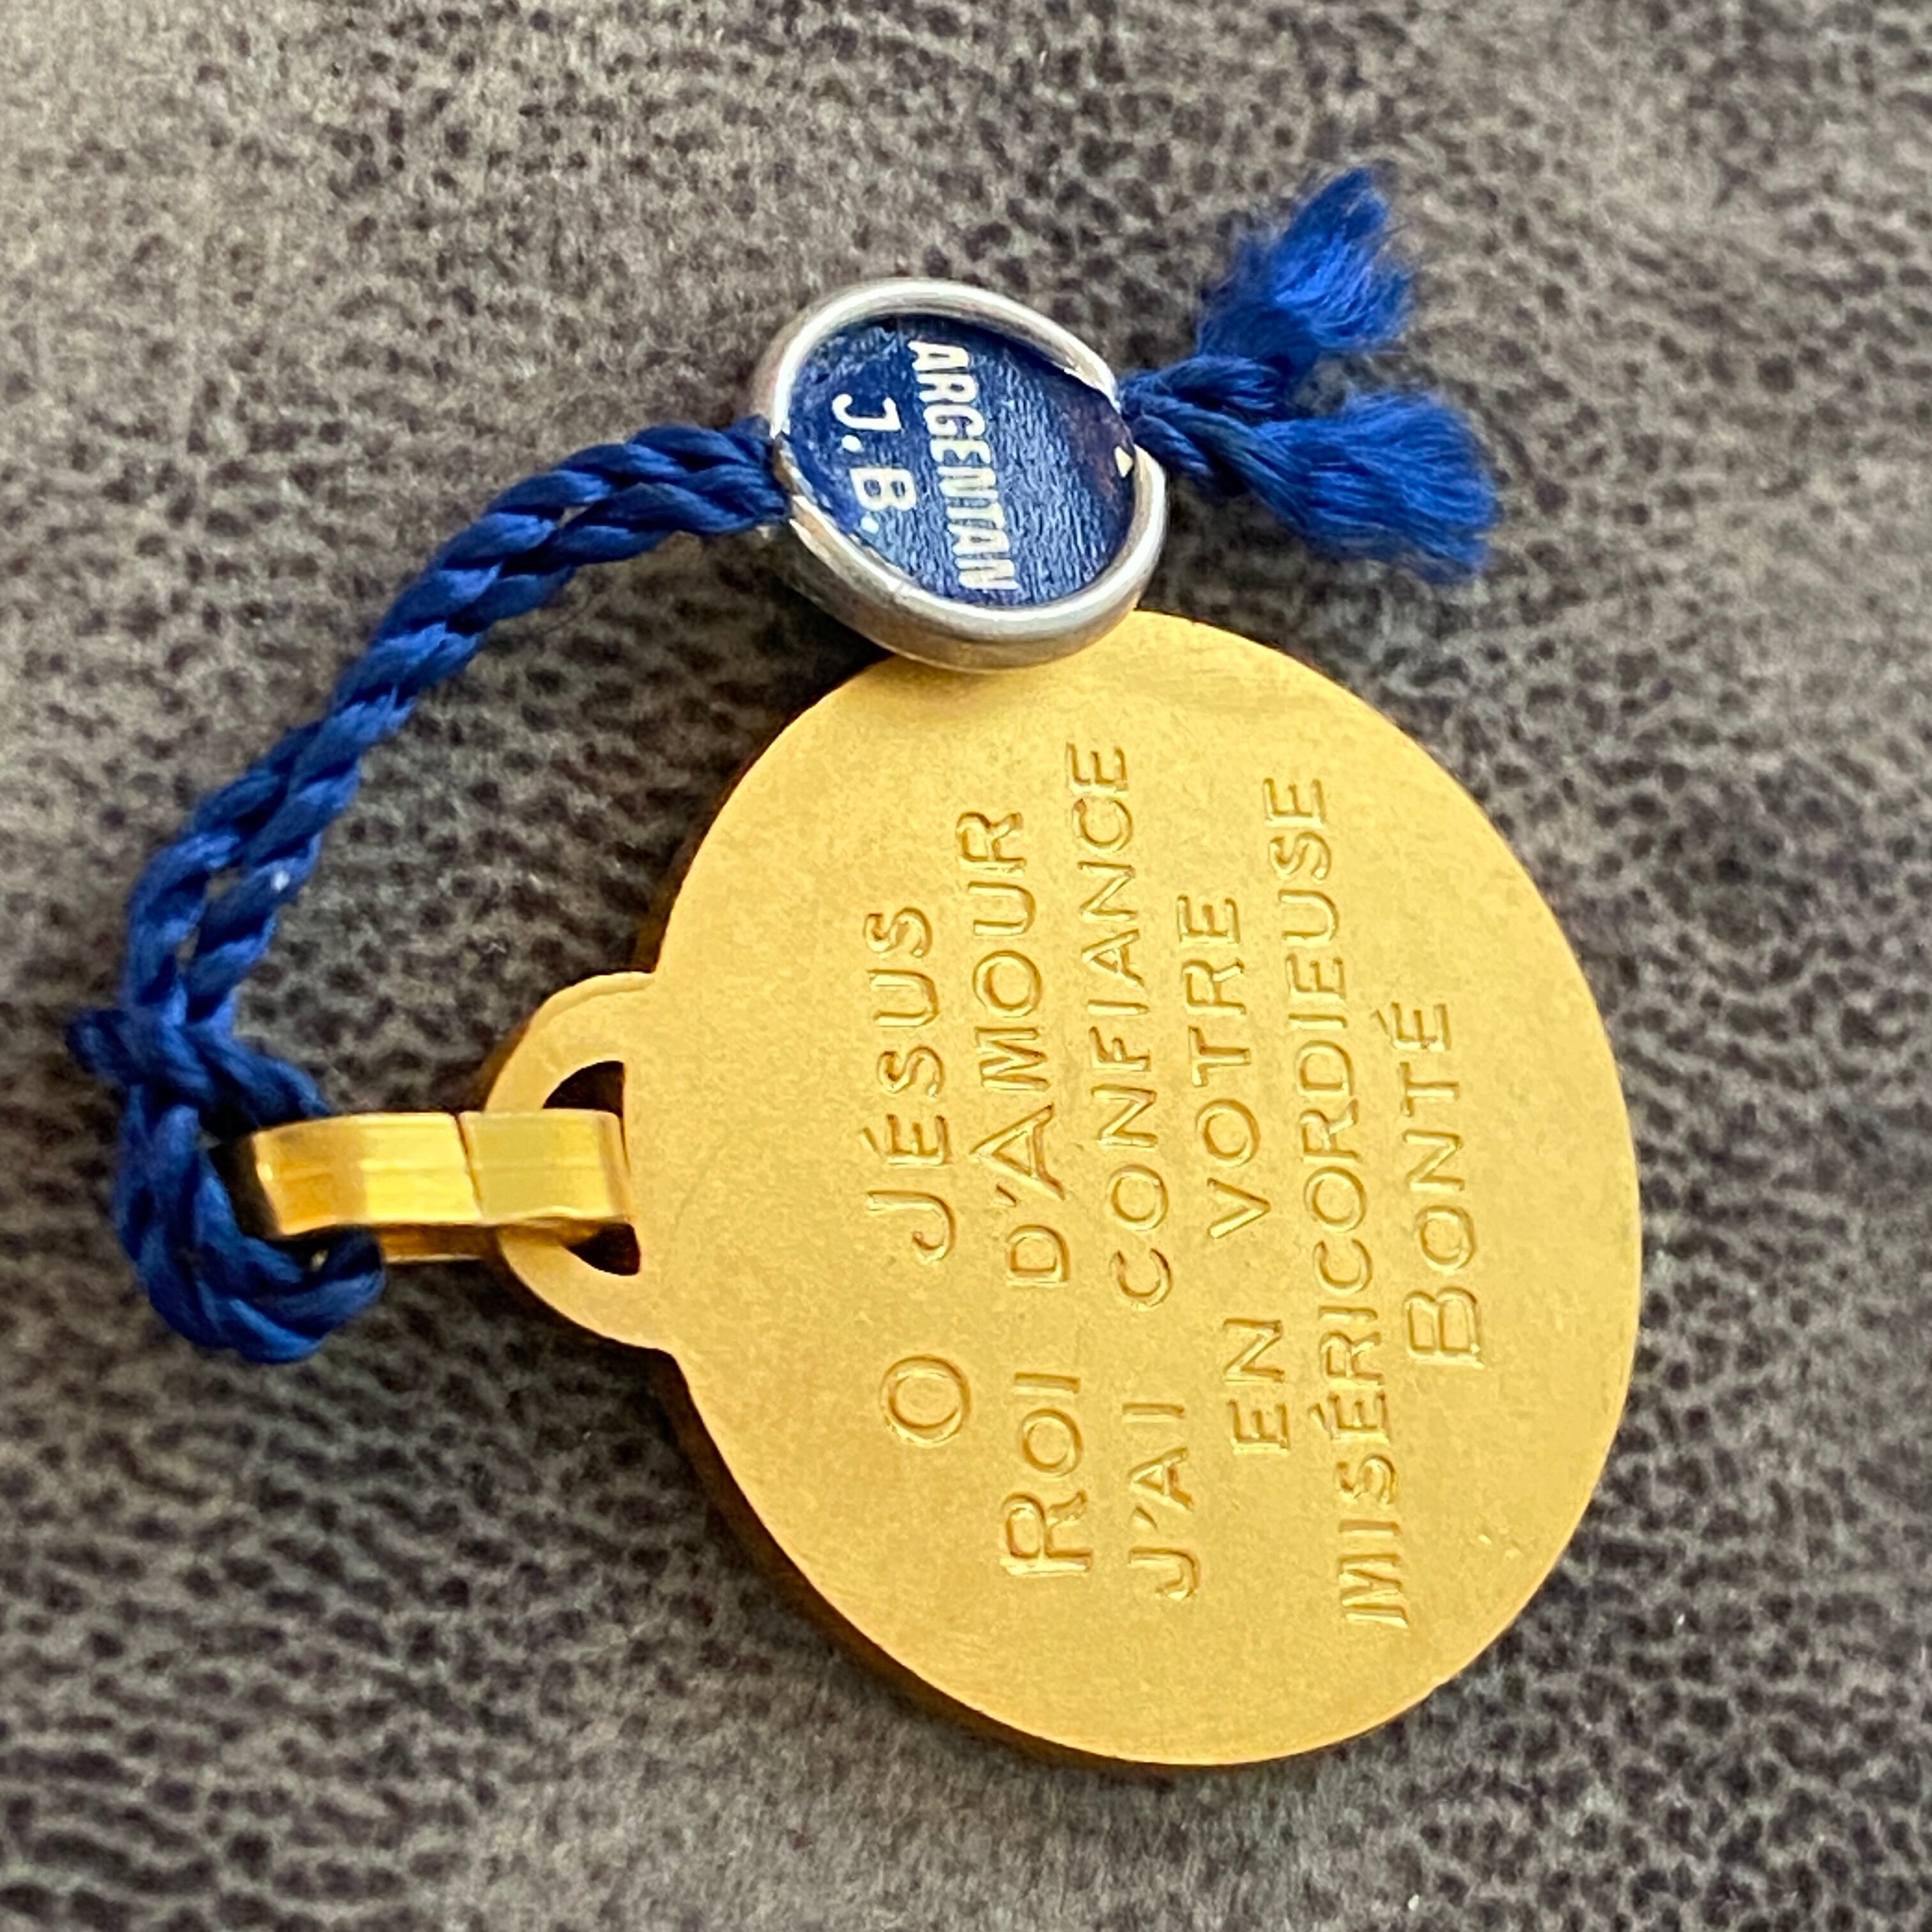 ARGENTAN
J.B.
O JÉSUS
ROI D'AMOUR
J'AI CONFIANCE
EN VOTRE
MISÉRICORDIEUSE
BONTÉ